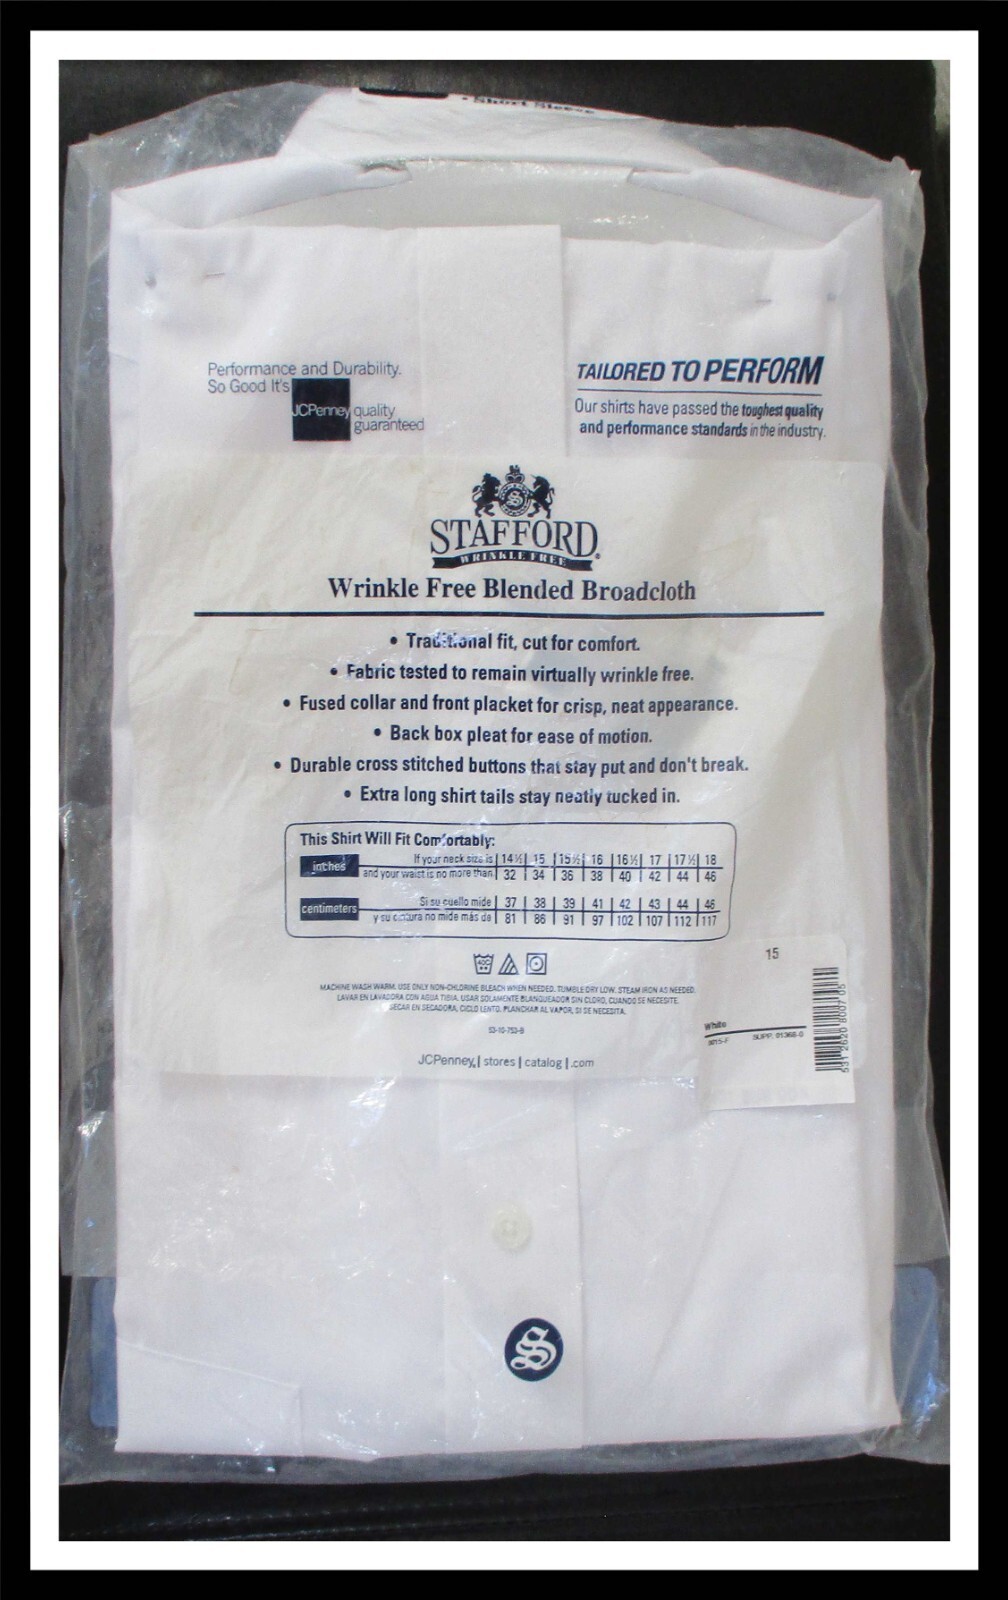 • Short Sleeve
Performance and Durability.
So Good It's
JCPenney quality
guaranteed
TAILORED TO PERFORM
Our shirts have passed the toughest quality
and performance standards in the industry.
S
STAFFORD®
WRINKLE FREE
Wrinkle Free Blended Broadcloth
• Traditional fit, cut for comfort.
• Fabric tested to remain virtually wrinkle free.
• Fused collar and front placket for crisp, neat appearance.
• Back box pleat for ease of motion.
• Durable cross stitched buttons that stay put and don't break.
• Extra long shirt tails stay neatly tucked in.
This Shirt Will Fit Comfortably:
inches
If your neck size is 14½ 15 15½ 16 16½ 17 17½ 18
and your waist is no more than 32 34 36 38 40 42 44 46
centimeters
Si su cuello mide 37 38 39 41 42 43 44 46
y su cintura no mide más de 81 86 91 97 102 107 112 117
40C
MACHINE WASH WARM. USE ONLY NON-CHLORINE BLEACH WHEN NEEDED. TUMBLE DRY LOW. STEAM IRON AS NEEDED.
LAVAR EN LAVADORA CON AGUA TIBIA. USAR SOLAMENTE BLANQUEADOR SIN CLORO, CUANDO SE NECESITE.
SECAR EN SECADORA, CICLO LENTO. PLANCHAR AL VAPOR, SI SE NECESITA.
53-10-753-B
JCPenney | stores | catalog | .com
15
White
SUPP. 01368-0
S